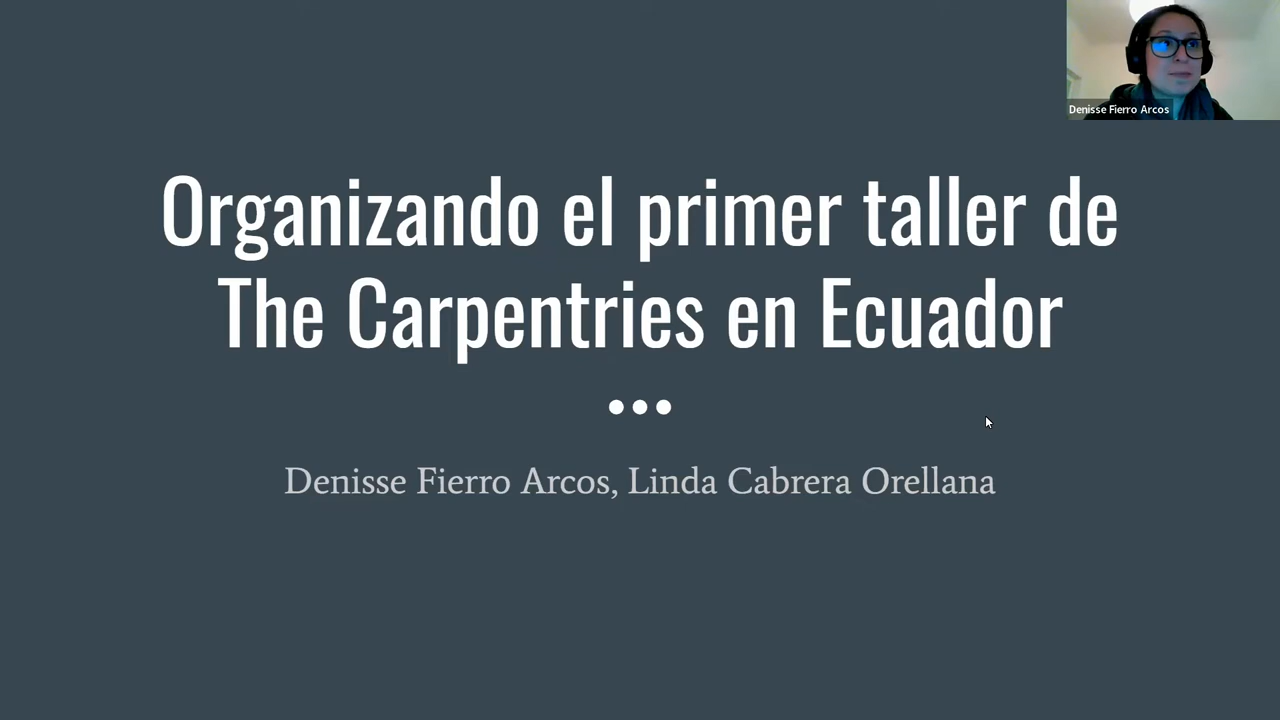 Denisse Fierro Arcos
Organizando el primer taller de
The Carpentries en Ecuador
Denisse Fierro Arcos, Linda Cabrera Orellana